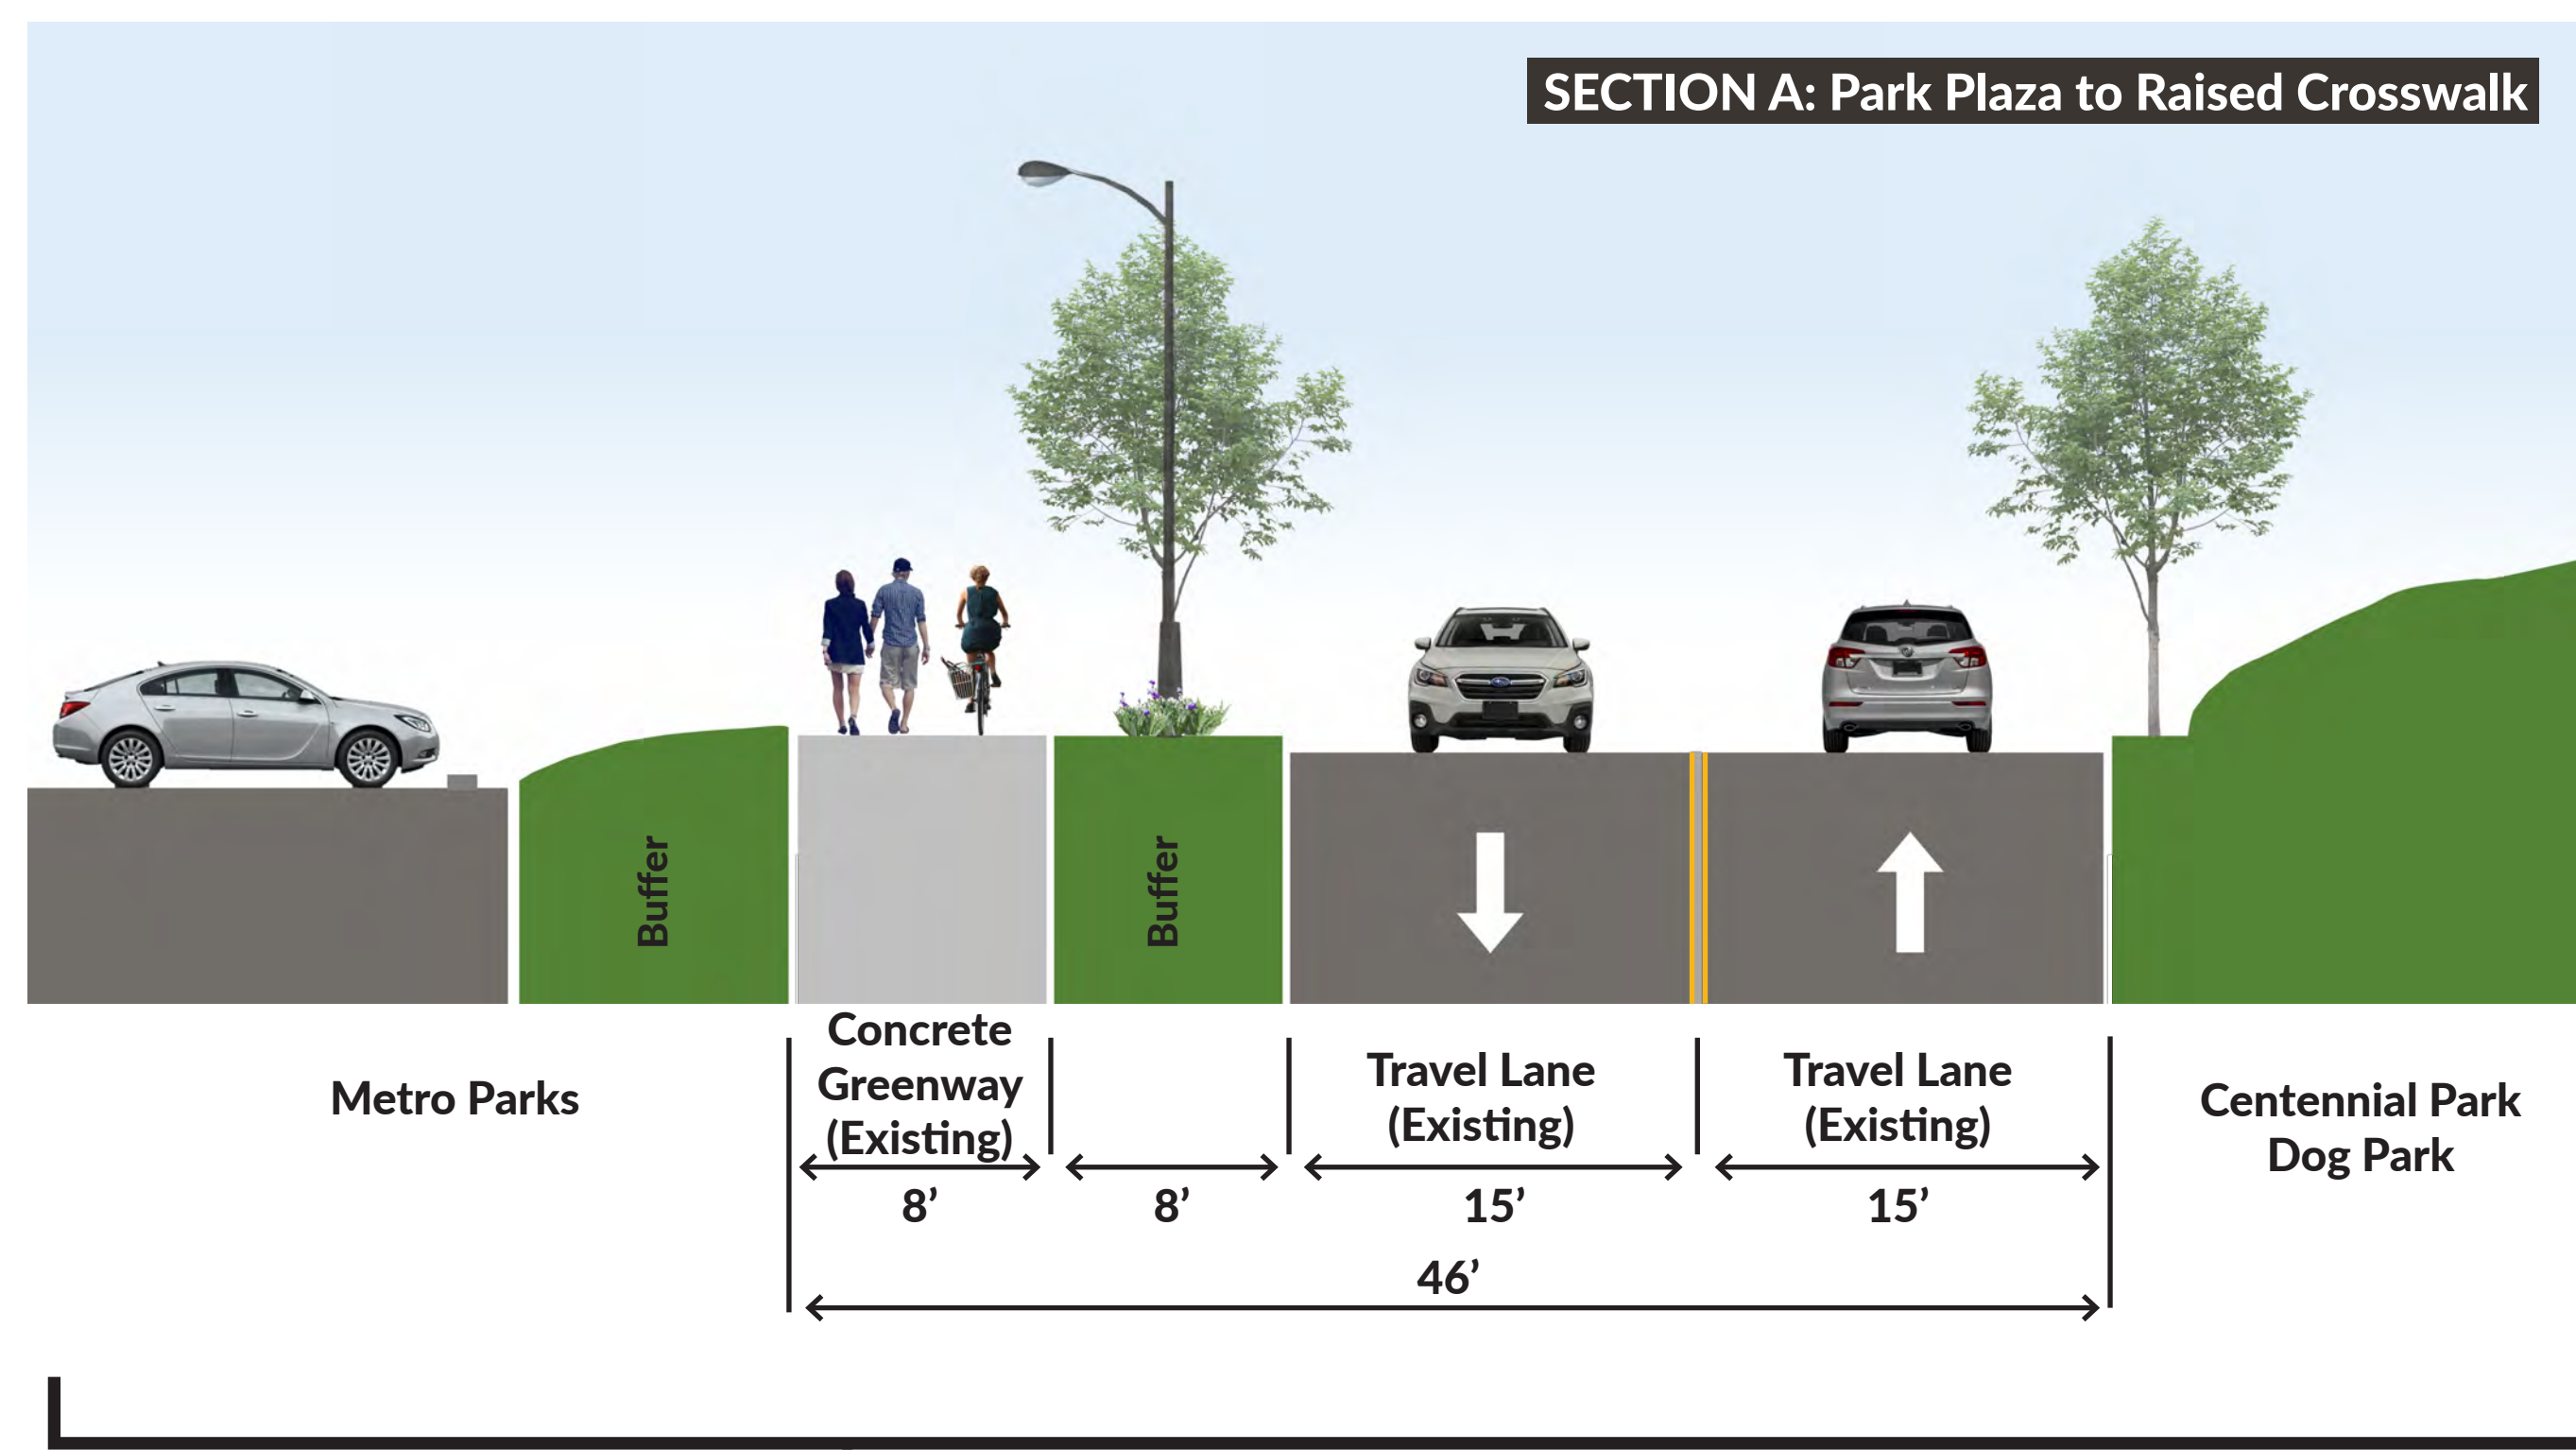 SECTION A: Park Plaza to Raised Crosswalk
Buffer
Buffer
Metro Parks
Concrete
Greenway
(Existing)
Travel Lane
(Existing)
Travel Lane
(Existing)
Centennial Park
Dog Park
8’
8’
15’
15’
46’